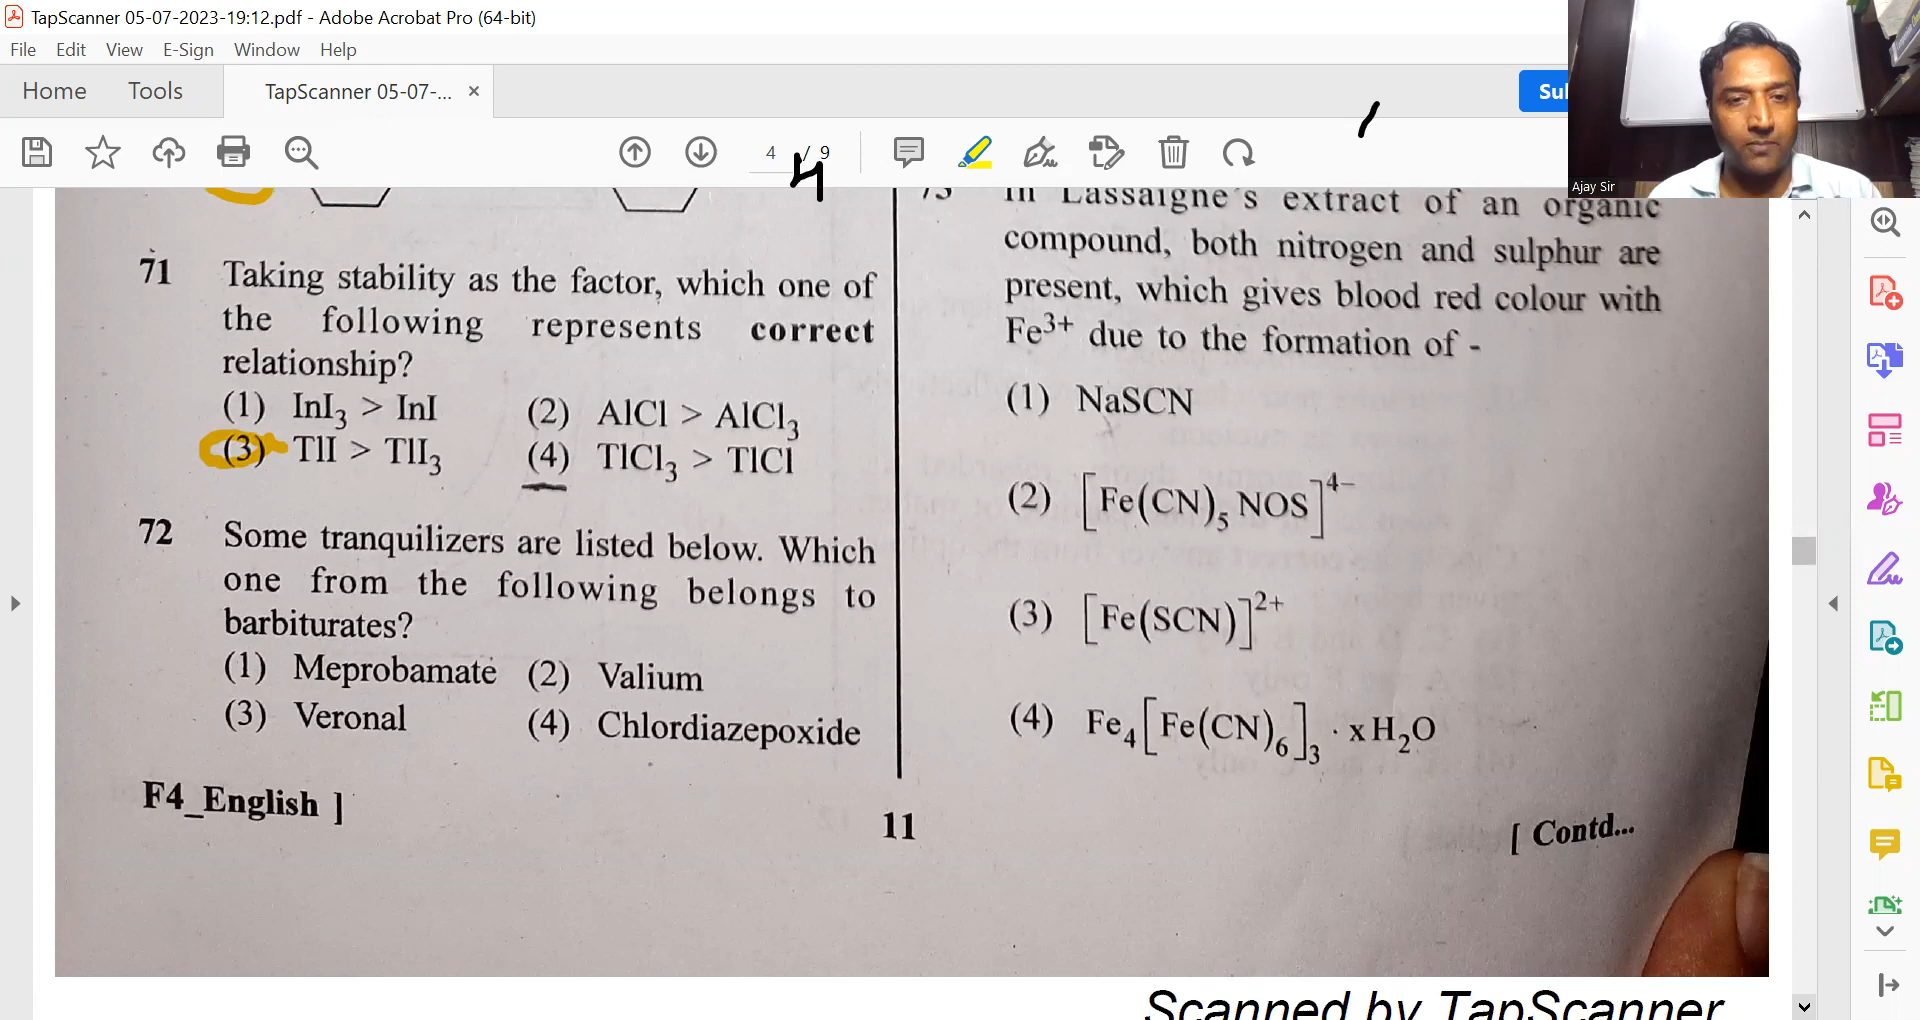 TapScanner 05-07-2023-19:12.pdf - Adobe Acrobat Pro (64-bit)
File Edit View E-Sign Window Help
Home Tools TapScanner 05-07-... ×
4 / 9
4
Ajay Sir
71 Taking stability as the factor, which one of
the following represents correct
relationship?
(1) InI₃ > InI (2) AlCl > AlCl₃
(3) TlI > TlI₃ (4) TlCl₃ > TlCl
72 Some tranquilizers are listed below. Which
one from the following belongs to
barbiturates?
(1) Meprobamate (2) Valium
(3) Veronal (4) Chlordiazepoxide
F4_English ]
In Lassaigne's extract of an organic
compound, both nitrogen and sulphur are
present, which gives blood red colour with
Fe³⁺ due to the formation of -
(1) NaSCN
(2) [Fe(CN)₅ NOS]⁴⁻
(3) [Fe(SCN)]²⁺
(4) Fe₄[Fe(CN)₆]₃ · xH₂O
11
[ Contd...
Scanned by TapScanner